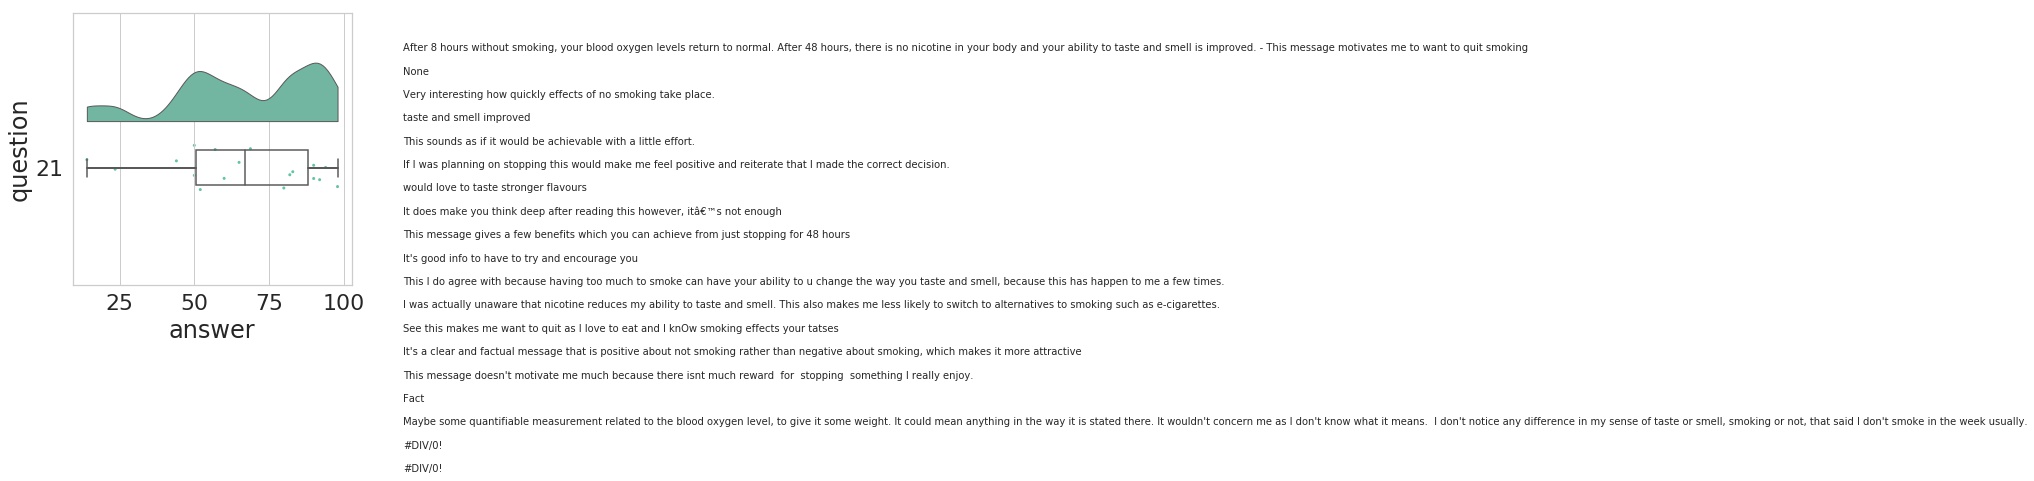 After 8 hours without smoking, your blood oxygen levels return to normal. After 48 hours, there is no nicotine in your body and your ability to taste and smell is improved. - This message motivates me to want to quit smoking
None
Very interesting how quickly effects of no smoking take place.
taste and smell improved
This sounds as if it would be achievable with a little effort.
If I was planning on stopping this would make me feel positive and reiterate that I made the correct decision.
would love to taste stronger flavours
It does make you think deep after reading this however, itâ€™s not enough
This message gives a few benefits which you can achieve from just stopping for 48 hours
It's good info to have to try and encourage you
This I do agree with because having too much to smoke can have your ability to u change the way you taste and smell, because this has happen to me a few times.
I was actually unaware that nicotine reduces my ability to taste and smell. This also makes me less likely to switch to alternatives to smoking such as e-cigarettes.
See this makes me want to quit as I love to eat and I knOw smoking effects your tatses
It's a clear and factual message that is positive about not smoking rather than negative about smoking, which makes it more attractive
This message doesn't motivate me much because there isnt much reward  for  stopping  something I really enjoy.
Fact
Maybe some quantifiable measurement related to the blood oxygen level, to give it some weight. It could mean anything in the way it is stated there. It wouldn't concern me as I don't know what it means.  I don't notice any difference in my sense of taste or smell, smoking or not, that said I don't smoke in the week usually.
#DIV/0!
#DIV/0!
question
21
25 50 75 100
answer